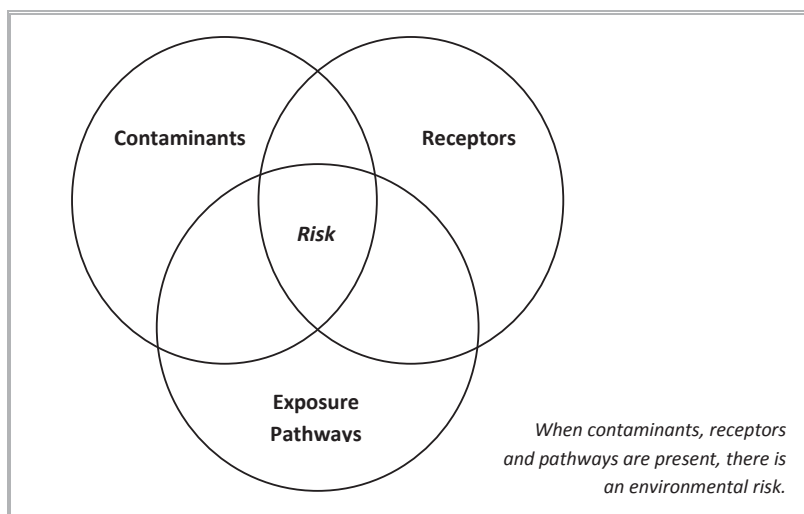 Contaminants
Receptors
Risk
Exposure
Pathways
When contaminants, receptors
and pathways are present, there is
an environmental risk.